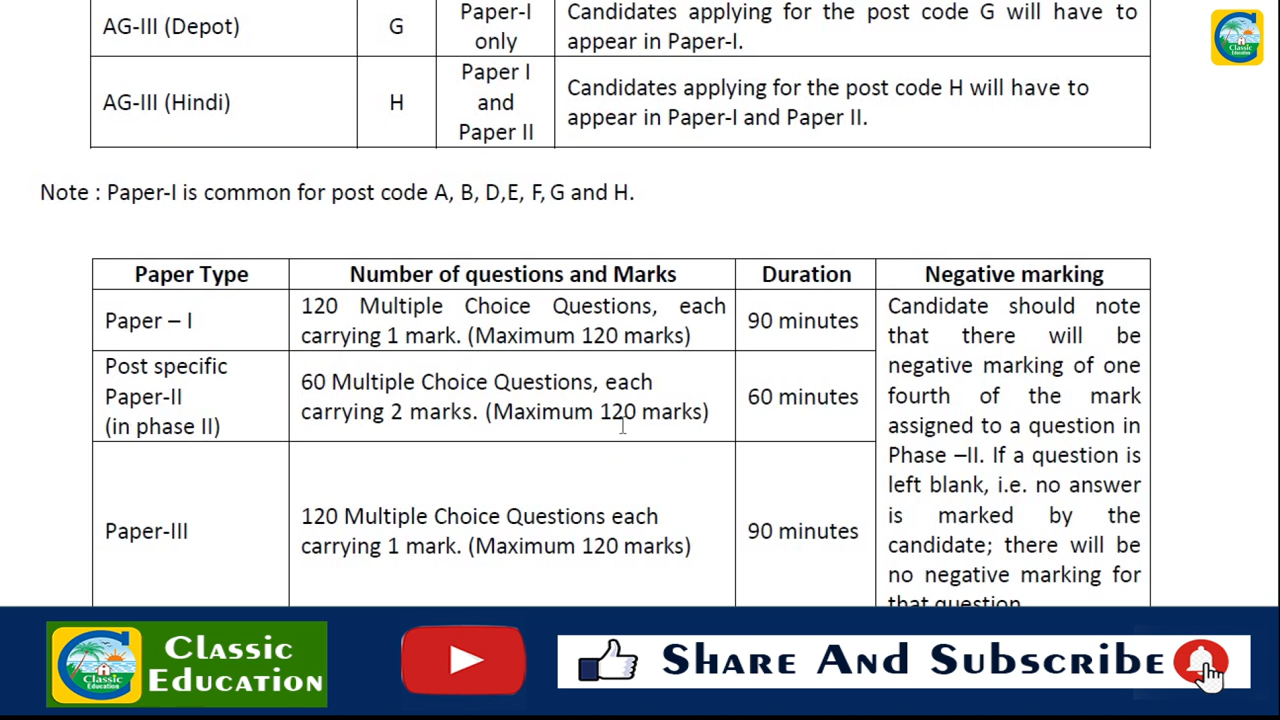 AG-III (Depot)
G
Paper-I
only
Candidates applying for the post code G will have to
appear in Paper-I.
AG-III (Hindi)
H
Paper I
and
Paper II
Candidates applying for the post code H will have to
appear in Paper-I and Paper II.
Note : Paper-I is common for post code A, B, D,E, F, G and H.
Paper Type
Number of questions and Marks
Duration
Negative marking
Paper – I
120 Multiple Choice Questions, each
carrying 1 mark. (Maximum 120 marks)
90 minutes
Post specific
Paper-II
(in phase II)
60 Multiple Choice Questions, each
carrying 2 marks. (Maximum 120 marks)
60 minutes
Paper-III
120 Multiple Choice Questions each
carrying 1 mark. (Maximum 120 marks)
90 minutes
Candidate should note
that there will be
negative marking of one
fourth of the mark
assigned to a question in
Phase –II. If a question is
left blank, i.e. no answer
is marked by the
candidate; there will be
no negative marking for
that question
Classic
Education
Classic
Education
Classic
Education
Share And Subscribe